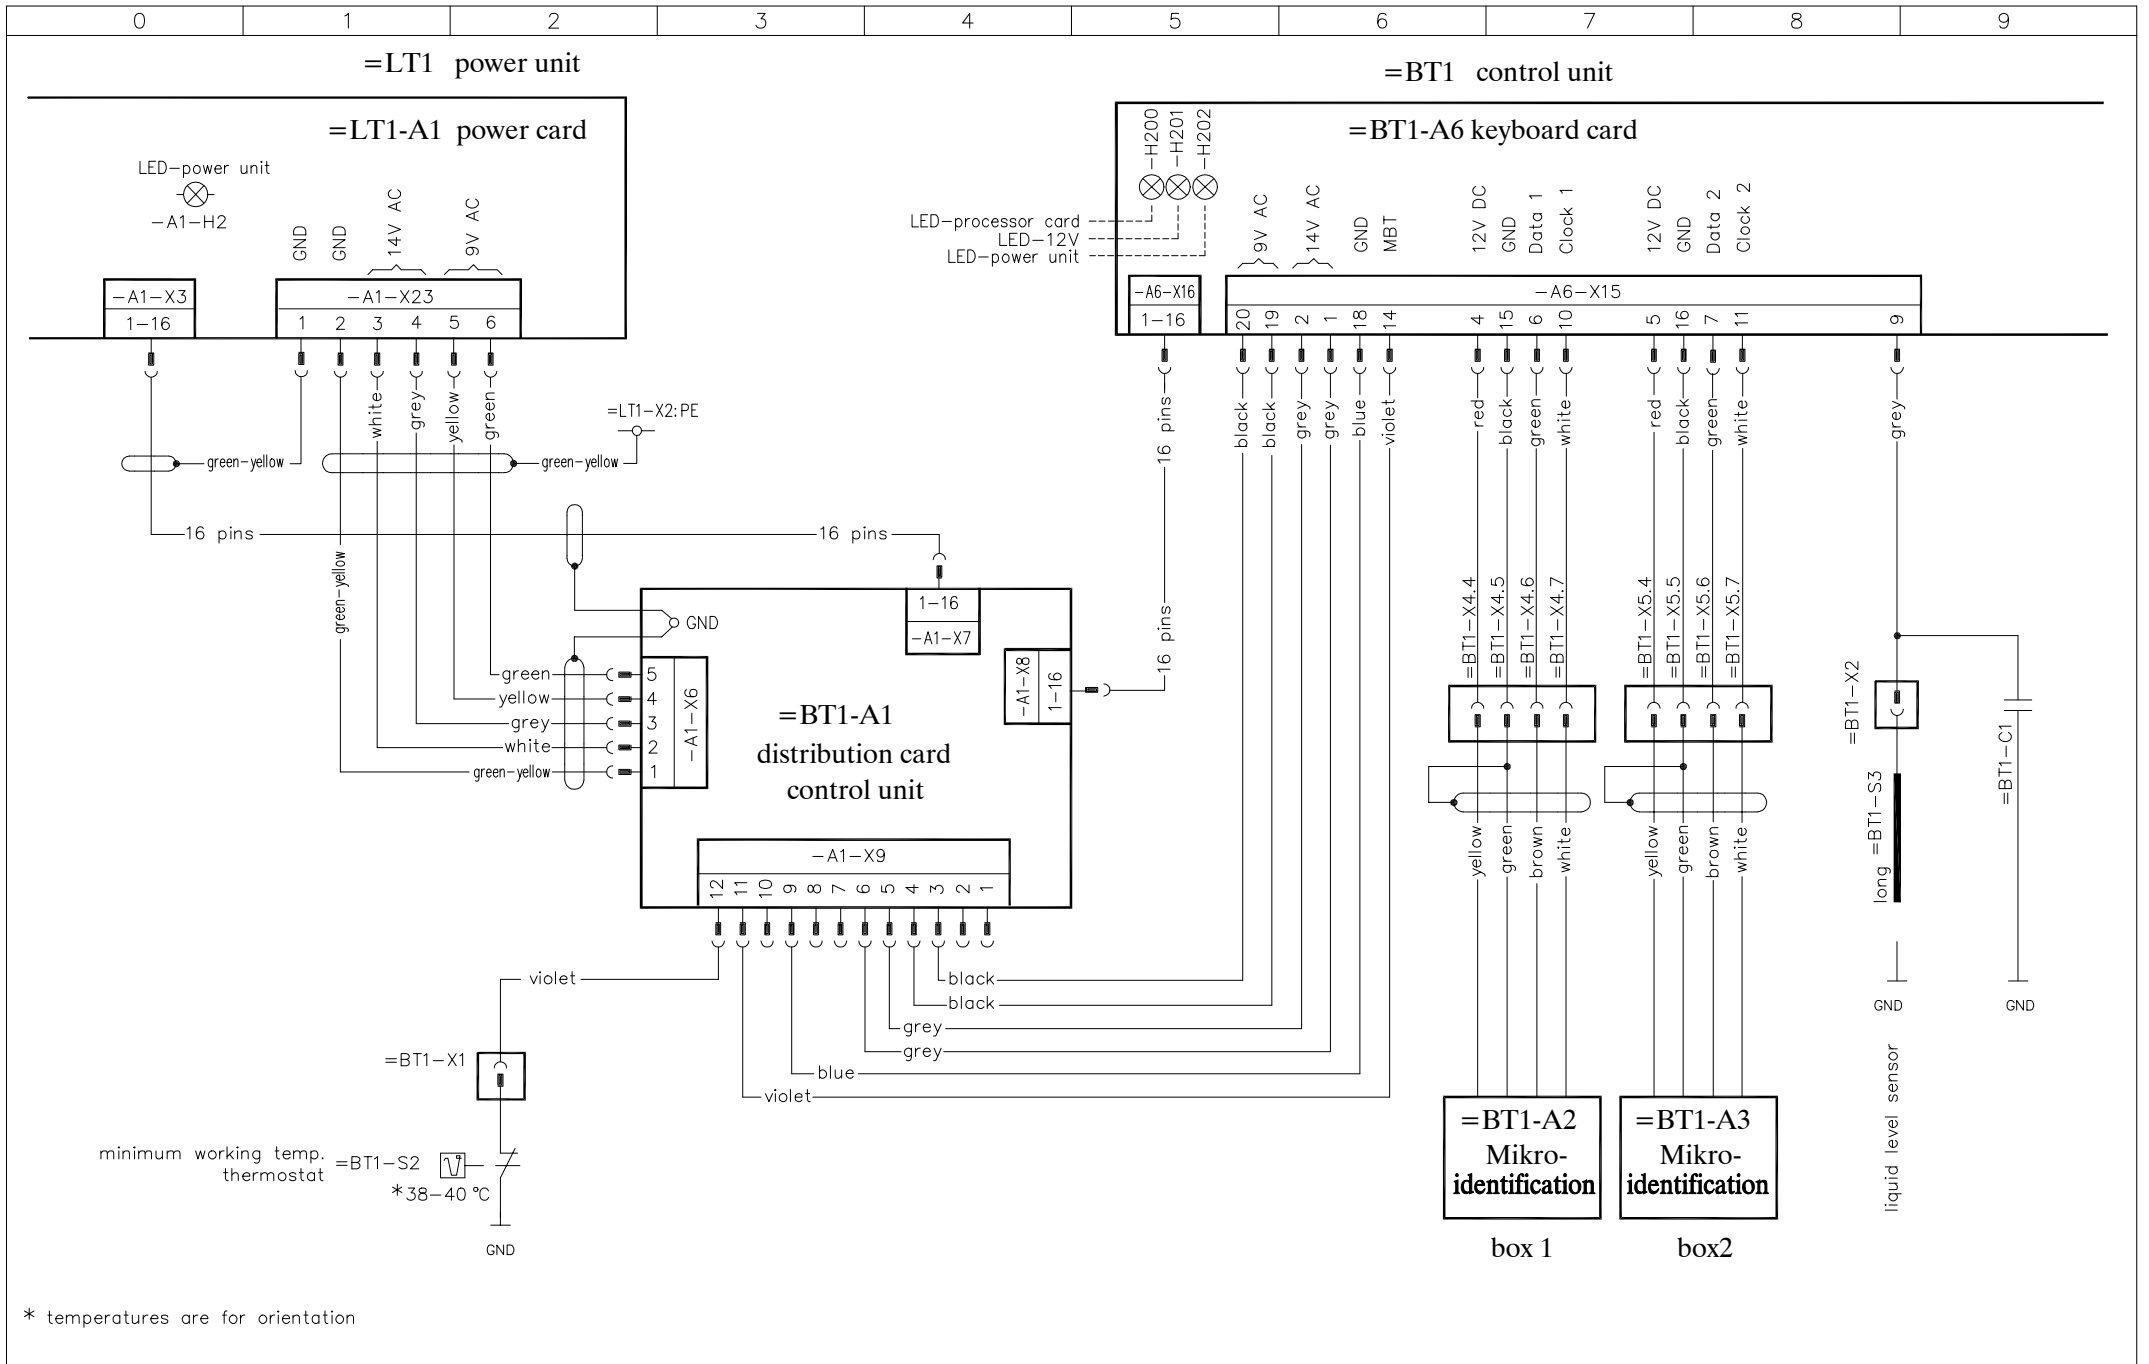 0 1 2 3 4 5 6 7 8 9
=LT1 power unit
=BT1 control unit
=LT1-A1 power card
=BT1-A6 keyboard card
LED-power unit
-A1-H2
GND
GND
14V AC
9V AC
-A1-X3
1-16
-A1-X23
1 2 3 4 5 6
-H200
-H201
-H202
LED-processor card
LED-12V
LED-power unit
9V AC
14V AC
GND
MBT
12V DC
GND
Data 1
Clock 1
12V DC
GND
Data 2
Clock 2
-A6-X16
1-16
-A6-X15
20 19 2 1 18 14 4 15 6 10 5 16 7 11 9
white
grey
yellow
green
=LT1-X2:PE
green-yellow
green-yellow
16 pins
16 pins
green-yellow
16 pins
16 pins
black
black
grey
grey
blue
violet
red
black
green
white
red
black
green
white
grey
1-16
-A1-X7
GND
green
yellow
grey
white
green-yellow
5
4
3
2
1
-A1-X6
-A1-X8
1-16
=BT1-A1
distribution card
control unit
-A1-X9
12 11 10 9 8 7 6 5 4 3 2 1
=BT1-X4.4
=BT1-X4.5
=BT1-X4.6
=BT1-X4.7
=BT1-X5.4
=BT1-X5.5
=BT1-X5.6
=BT1-X5.7
=BT1-X2
=BT1-C1
long =BT1-S3
yellow
green
brown
white
yellow
green
brown
white
violet
black
black
grey
grey
blue
violet
GND
GND
=BT1-X1
minimum working temp.
thermostat
=BT1-S2
*38-40 °C
GND
=BT1-A2
Mikro-
identification
box 1
=BT1-A3
Mikro-
identification
box2
liquid level sensor
* temperatures are for orientation